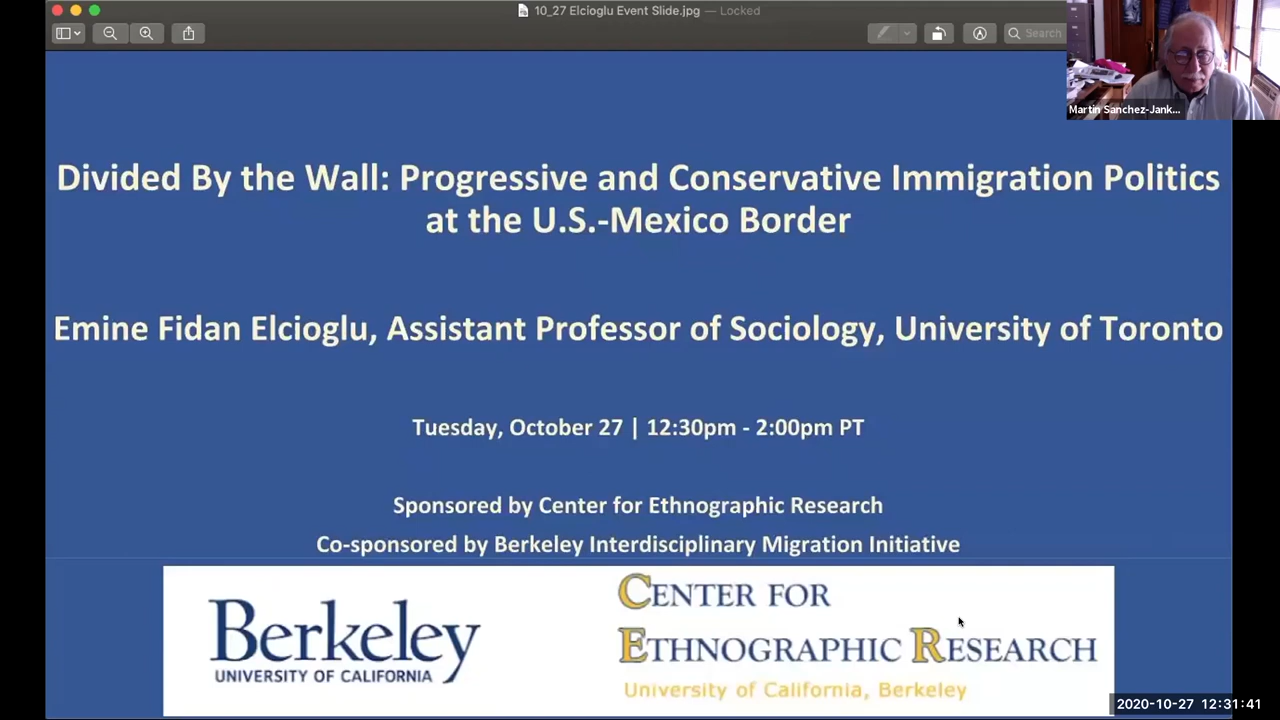 10_27 Elcioglu Event Slide.jpg — Locked
Search
Martin Sanchez-Jank...
Divided By the Wall: Progressive and Conservative Immigration Politics
at the U.S.-Mexico Border
Emine Fidan Elcioglu, Assistant Professor of Sociology, University of Toronto
Tuesday, October 27 | 12:30pm - 2:00pm PT
Sponsored by Center for Ethnographic Research
Co-sponsored by Berkeley Interdisciplinary Migration Initiative
Berkeley
UNIVERSITY OF CALIFORNIA
CENTER FOR
ETHNOGRAPHIC RESEARCH
University of California, Berkeley
2020-10-27 12:31:41